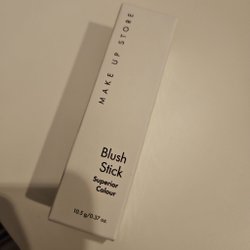 MAKE UP STORE
Blush
Stick
Superior
Colour
10.5 g/0.37 oz.